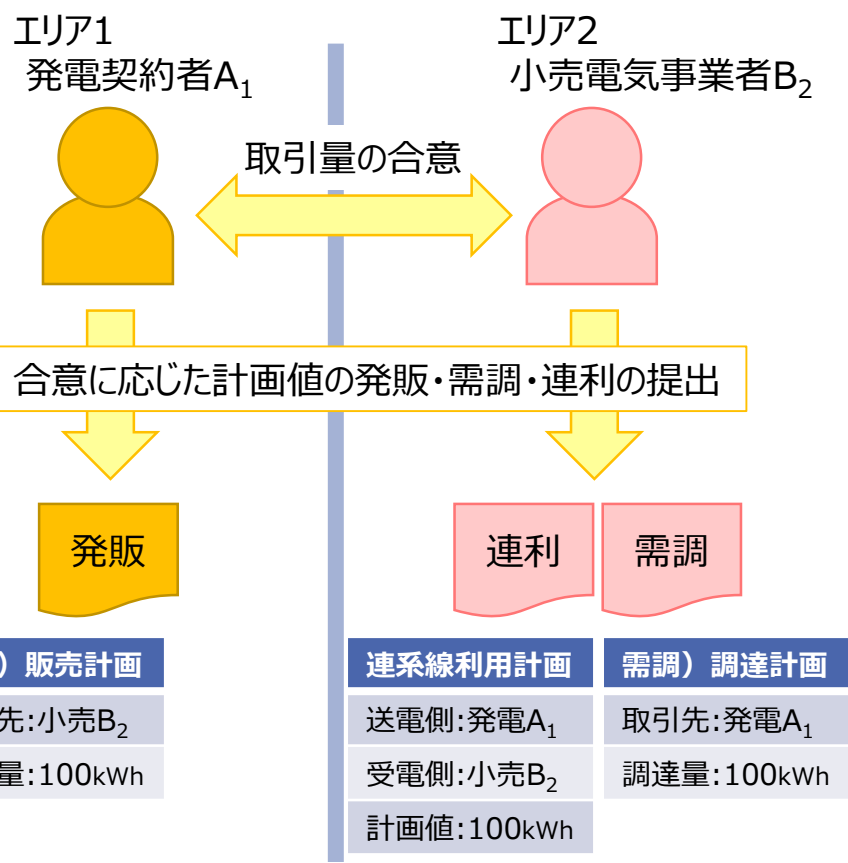 エリア1
発電契約者A₁
エリア2
小売電気事業者B₂
取引量の合意
合意に応じた計画値の発販・需調・連利の提出
発販
連利
需調
）販売計画
先:小売B₂
量:100kWh
連系線利用計画
送電側:発電A₁
受電側:小売B₂
計画値:100kWh
需調）調達計画
取引先:発電A₁
調達量:100kWh